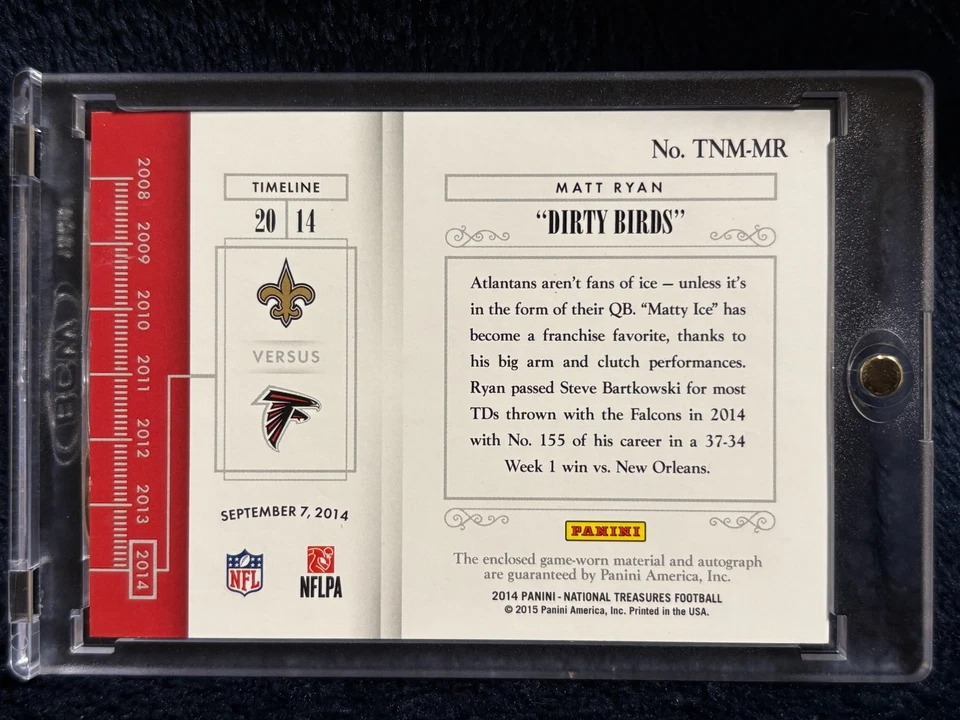 2008
2009
2010
2011
2012
2013
2014
TIMELINE
20 14
VERSUS
SEPTEMBER 7, 2014
NFL
NFLPA
No. TNM-MR
MATT RYAN
“DIRTY BIRDS”
Atlantans aren’t fans of ice – unless it’s
in the form of their QB. “Matty Ice” has
become a franchise favorite, thanks to
his big arm and clutch performances.
Ryan passed Steve Bartkowski for most
TDs thrown with the Falcons in 2014
with No. 155 of his career in a 37-34
Week 1 win vs. New Orleans.
PANINI
The enclosed game-worn material and autograph
are guaranteed by Panini America, Inc.
2014 PANINI - NATIONAL TREASURES FOOTBALL
© 2015 Panini America, Inc. Printed in the USA.
BCW